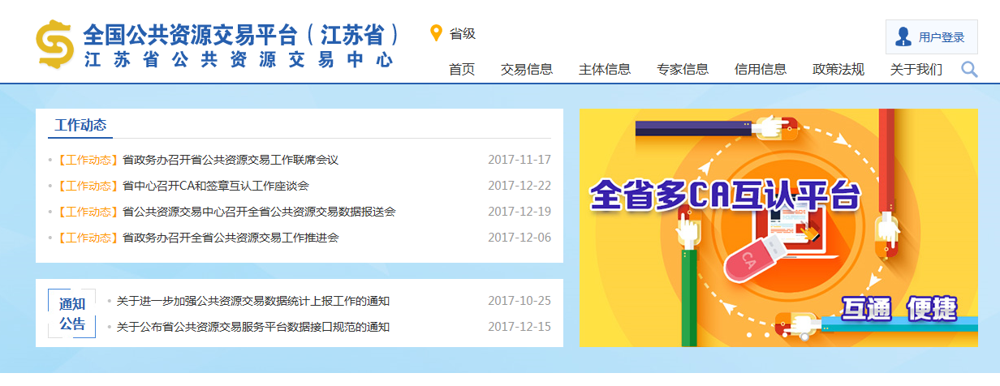 全国公共资源交易平台（江苏省）
江苏省公共资源交易中心
省级
用户登录
首页 交易信息 主体信息 专家信息 信用信息 政策法规 关于我们
工作动态
【工作动态】省政务办召开省公共资源交易工作联席会议 2017-11-17
【工作动态】省中心召开CA和签章互认工作座谈会 2017-12-22
【工作动态】省公共资源交易中心召开全省公共资源交易数据报送会 2017-12-19
【工作动态】省政务办召开全省公共资源交易工作推进会 2017-12-06
通知
公告
关于进一步加强公共资源交易数据统计上报工作的通知 2017-10-25
关于公布省公共资源交易服务平台数据接口规范的通知 2017-12-15
全省多CA互认平台
CA
互通 便捷